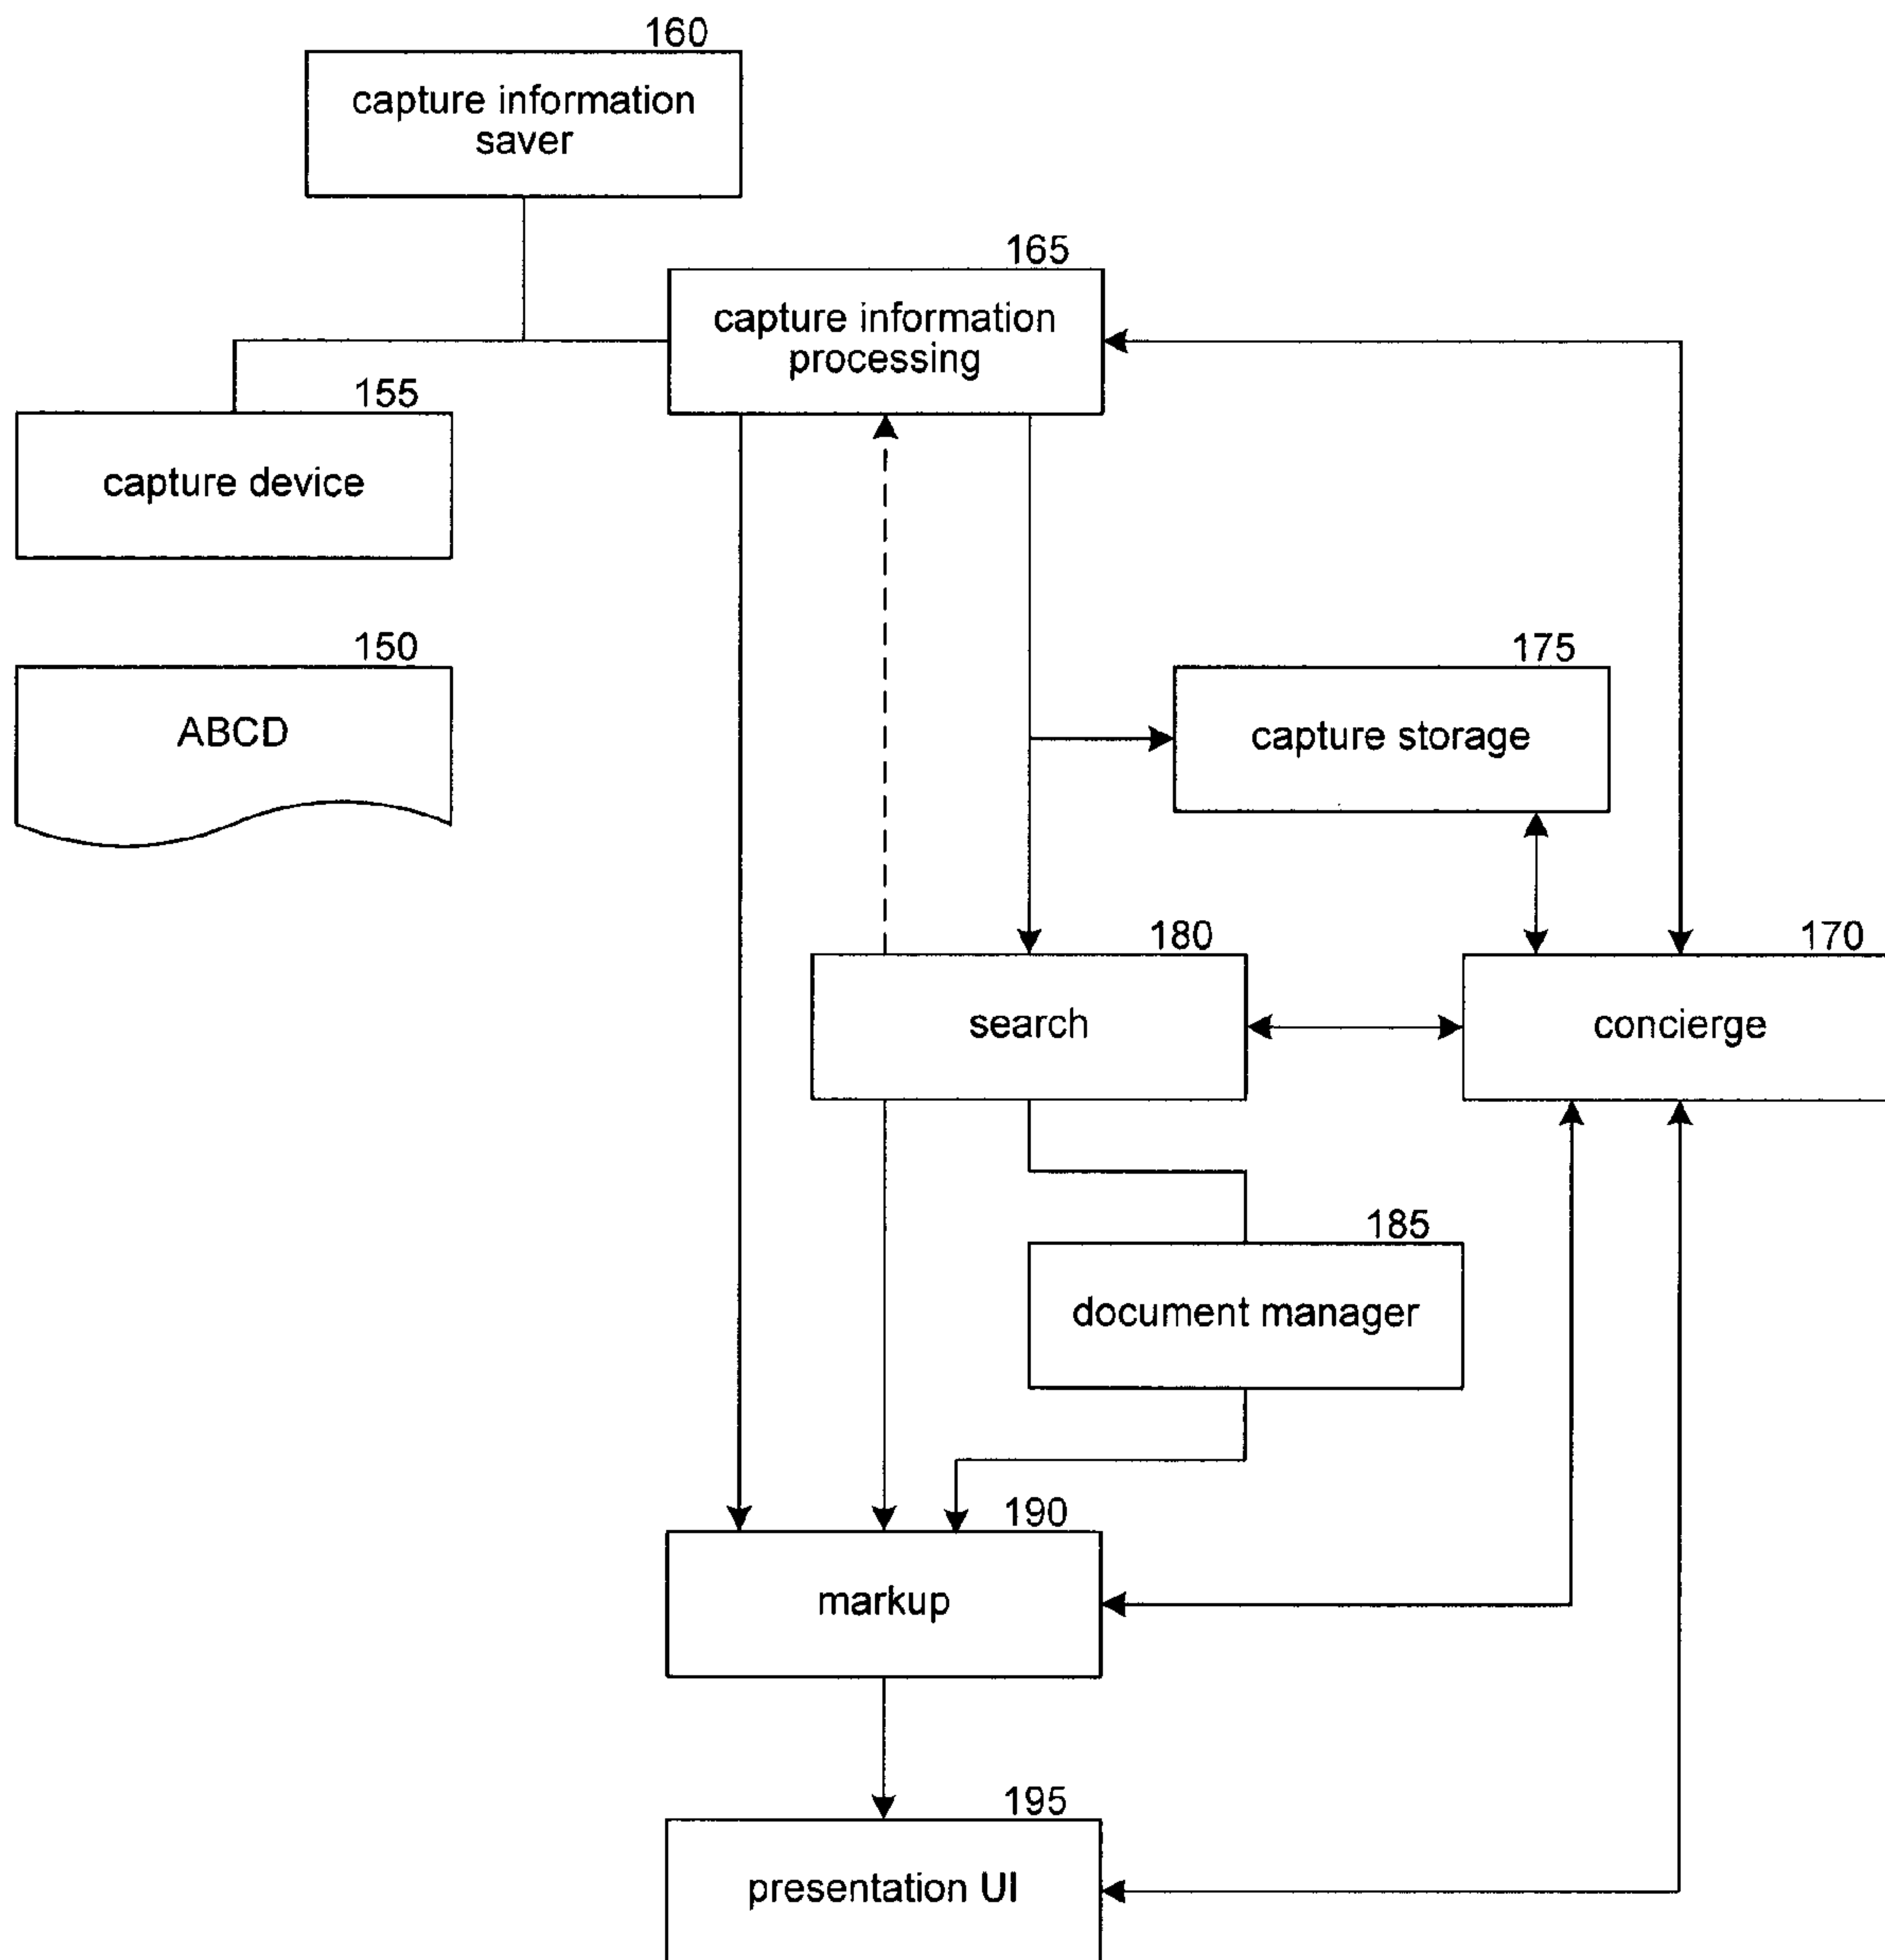 160
capture information
saver
165
capture information
processing
155
capture device
150
ABCD
175
capture storage
180
search
170
concierge
185
document manager
190
markup
195
presentation UI